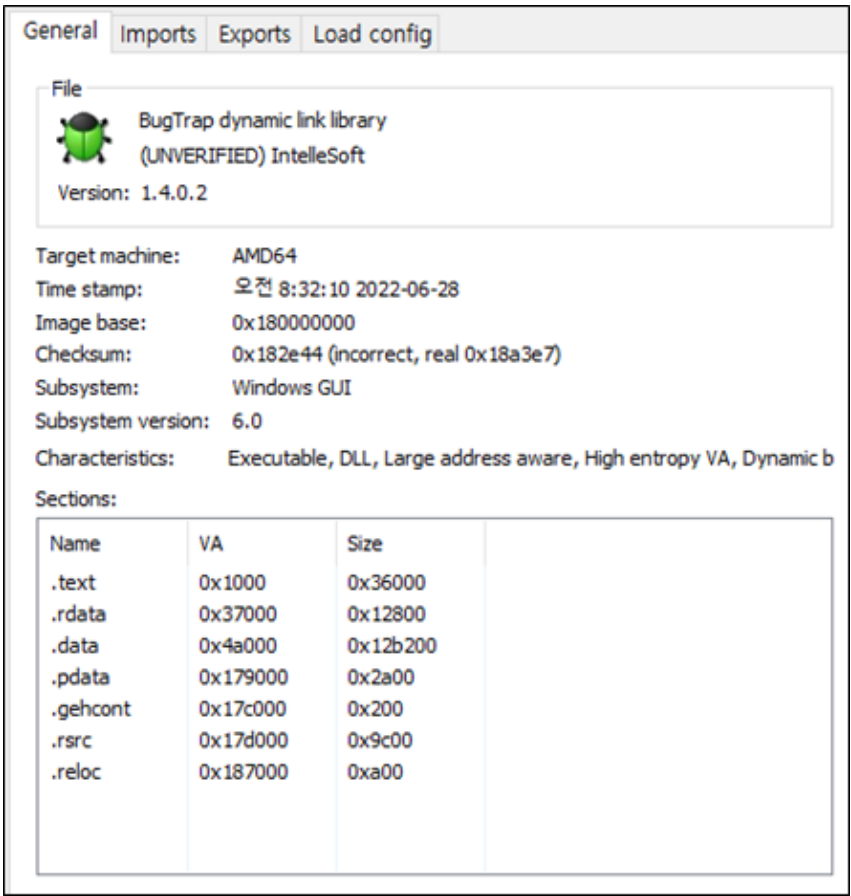 General Imports Exports Load config
File
BugTrap dynamic link library
(UNVERIFIED) IntelleSoft
Version: 1.4.0.2
Target machine: AMD64
Time stamp: 오전 8:32:10 2022-06-28
Image base: 0x180000000
Checksum: 0x182e44 (incorrect, real 0x18a3e7)
Subsystem: Windows GUI
Subsystem version: 6.0
Characteristics: Executable, DLL, Large address aware, High entropy VA, Dynamic b
Sections:
Name VA Size
.text 0x1000 0x36000
.rdata 0x37000 0x12800
.data 0x4a000 0x12b200
.pdata 0x179000 0x2a00
.gehcont 0x17c000 0x200
.rsrc 0x17d000 0x9c00
.reloc 0x187000 0xa00